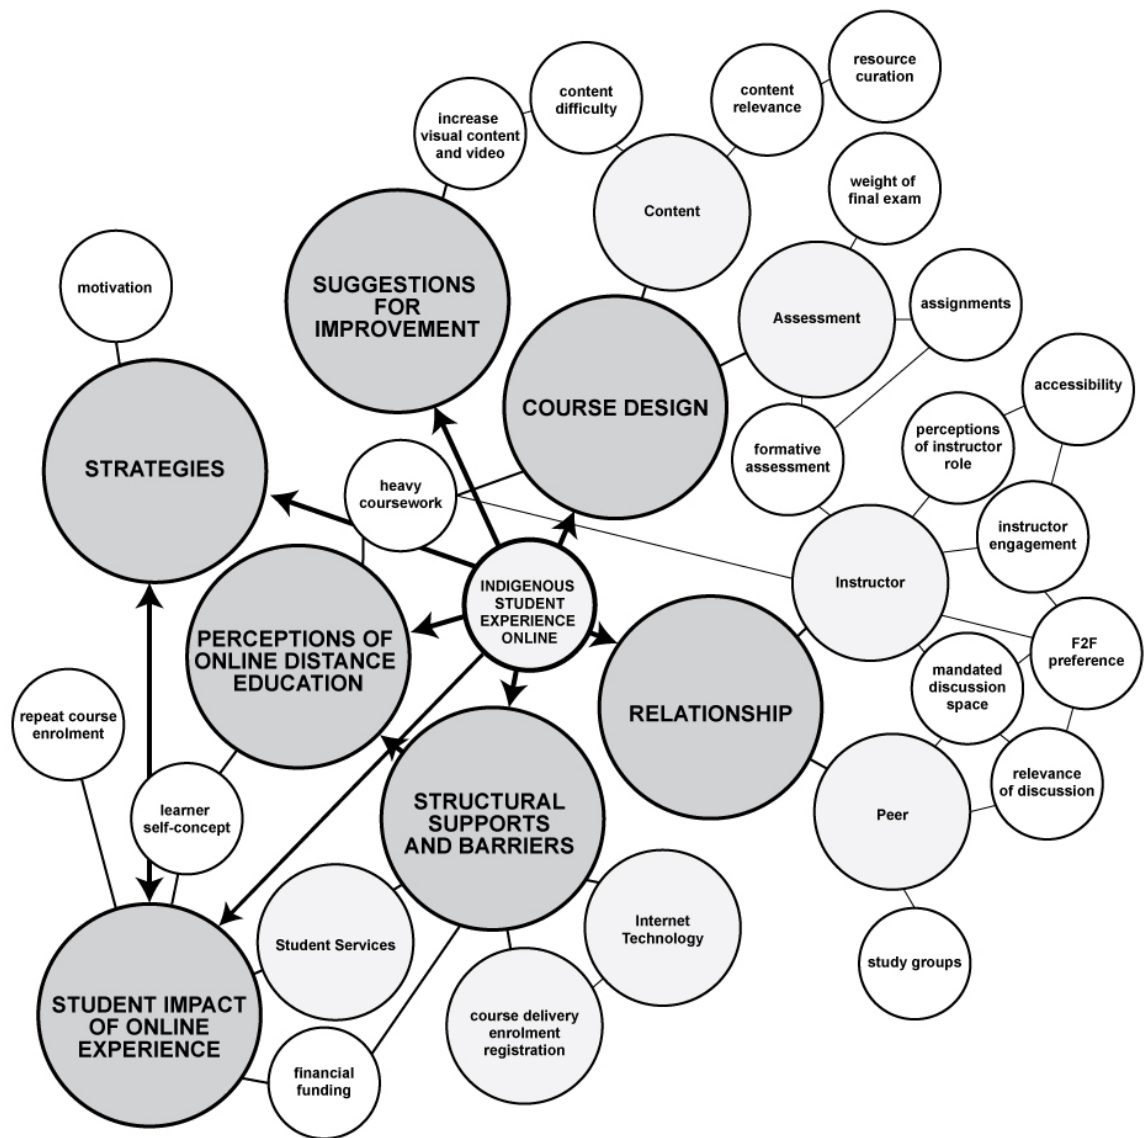 resource
curation
content
difficulty
content
relevance
increase
visual content
and video
weight of
final exam
Content
motivation
SUGGESTIONS
FOR
IMPROVEMENT
Assessment
assignments
accessibility
COURSE DESIGN
perceptions
of instructor
role
STRATEGIES
formative
assessment
heavy
coursework
instructor
engagement
INDIGENOUS
STUDENT
EXPERIENCE
ONLINE
Instructor
PERCEPTIONS OF
ONLINE DISTANCE
EDUCATION
F2F
preference
mandated
discussion
space
RELATIONSHIP
repeat course
enrolment
relevance
of discussion
learner
self-concept
STRUCTURAL
SUPPORTS
AND BARRIERS
Peer
Internet
Technology
Student Services
study groups
STUDENT IMPACT
OF ONLINE
EXPERIENCE
course delivery
enrolment
registration
financial
funding